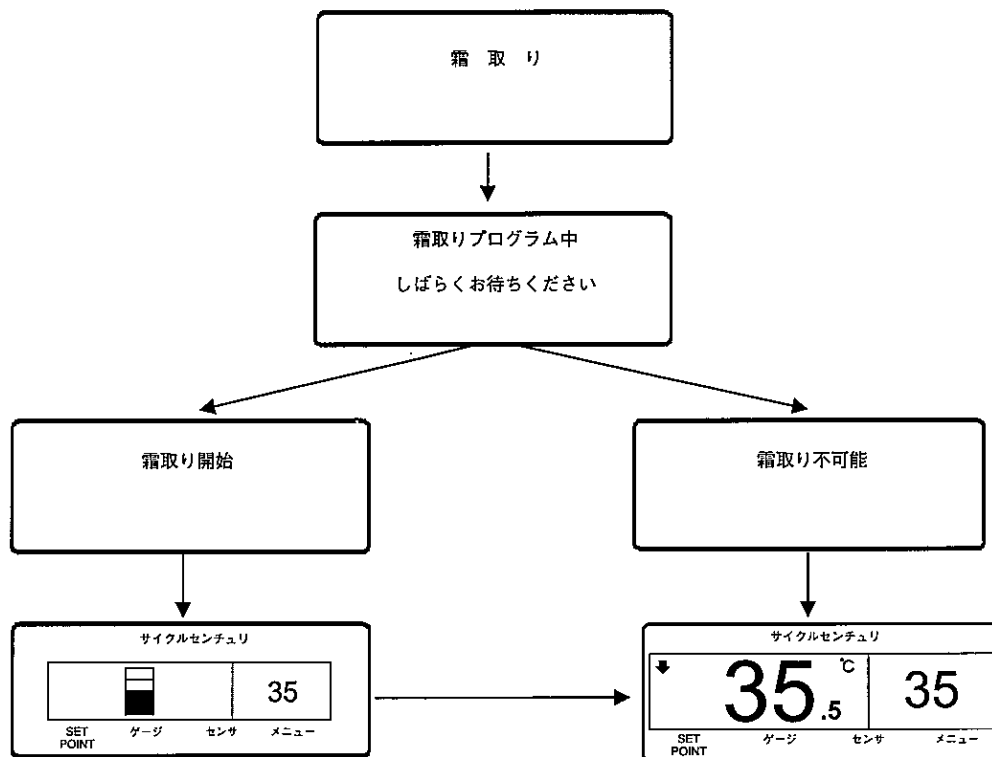 霜 取 り
霜取りプログラム中
しばらくお待ちください
霜取り開始
霜取り不可能
サイクルセンチュリ
35
SET POINT ゲージ センサ メニュー
サイクルセンチュリ
35.5 ℃ 35
SET POINT ゲージ センサ メニュー